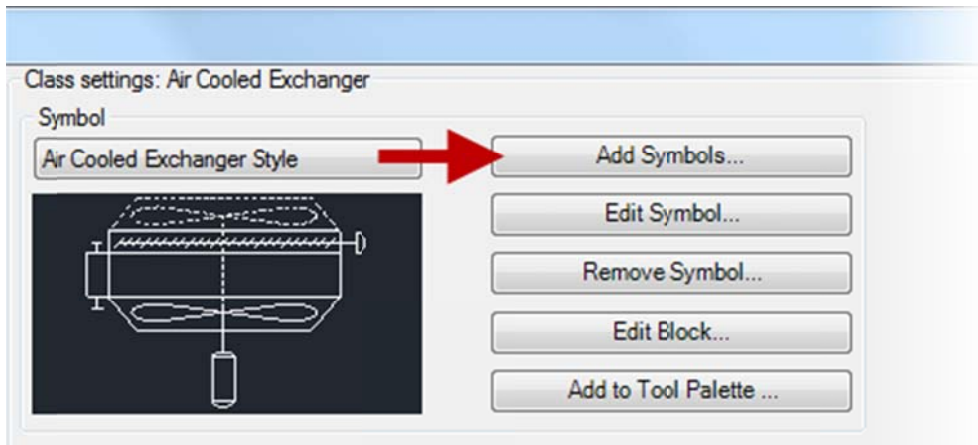 Class settings: Air Cooled Exchanger
Symbol
Air Cooled Exchanger Style
Add Symbols...
Edit Symbol...
Remove Symbol...
Edit Block...
Add to Tool Palette ...